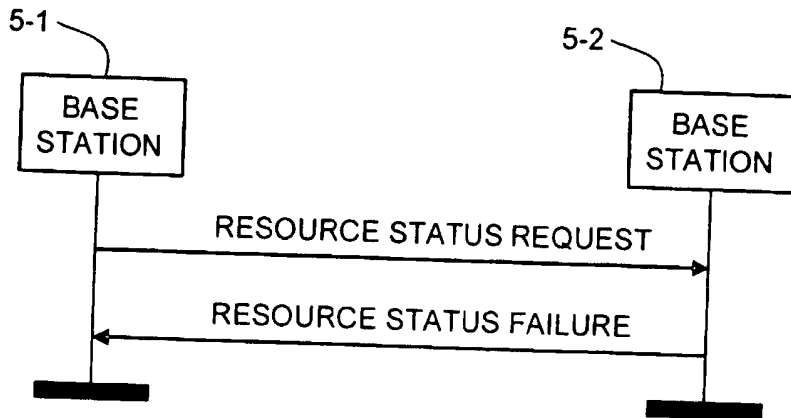 5-1
5-2
BASE
STATION
BASE
STATION
RESOURCE STATUS REQUEST
RESOURCE STATUS FAILURE